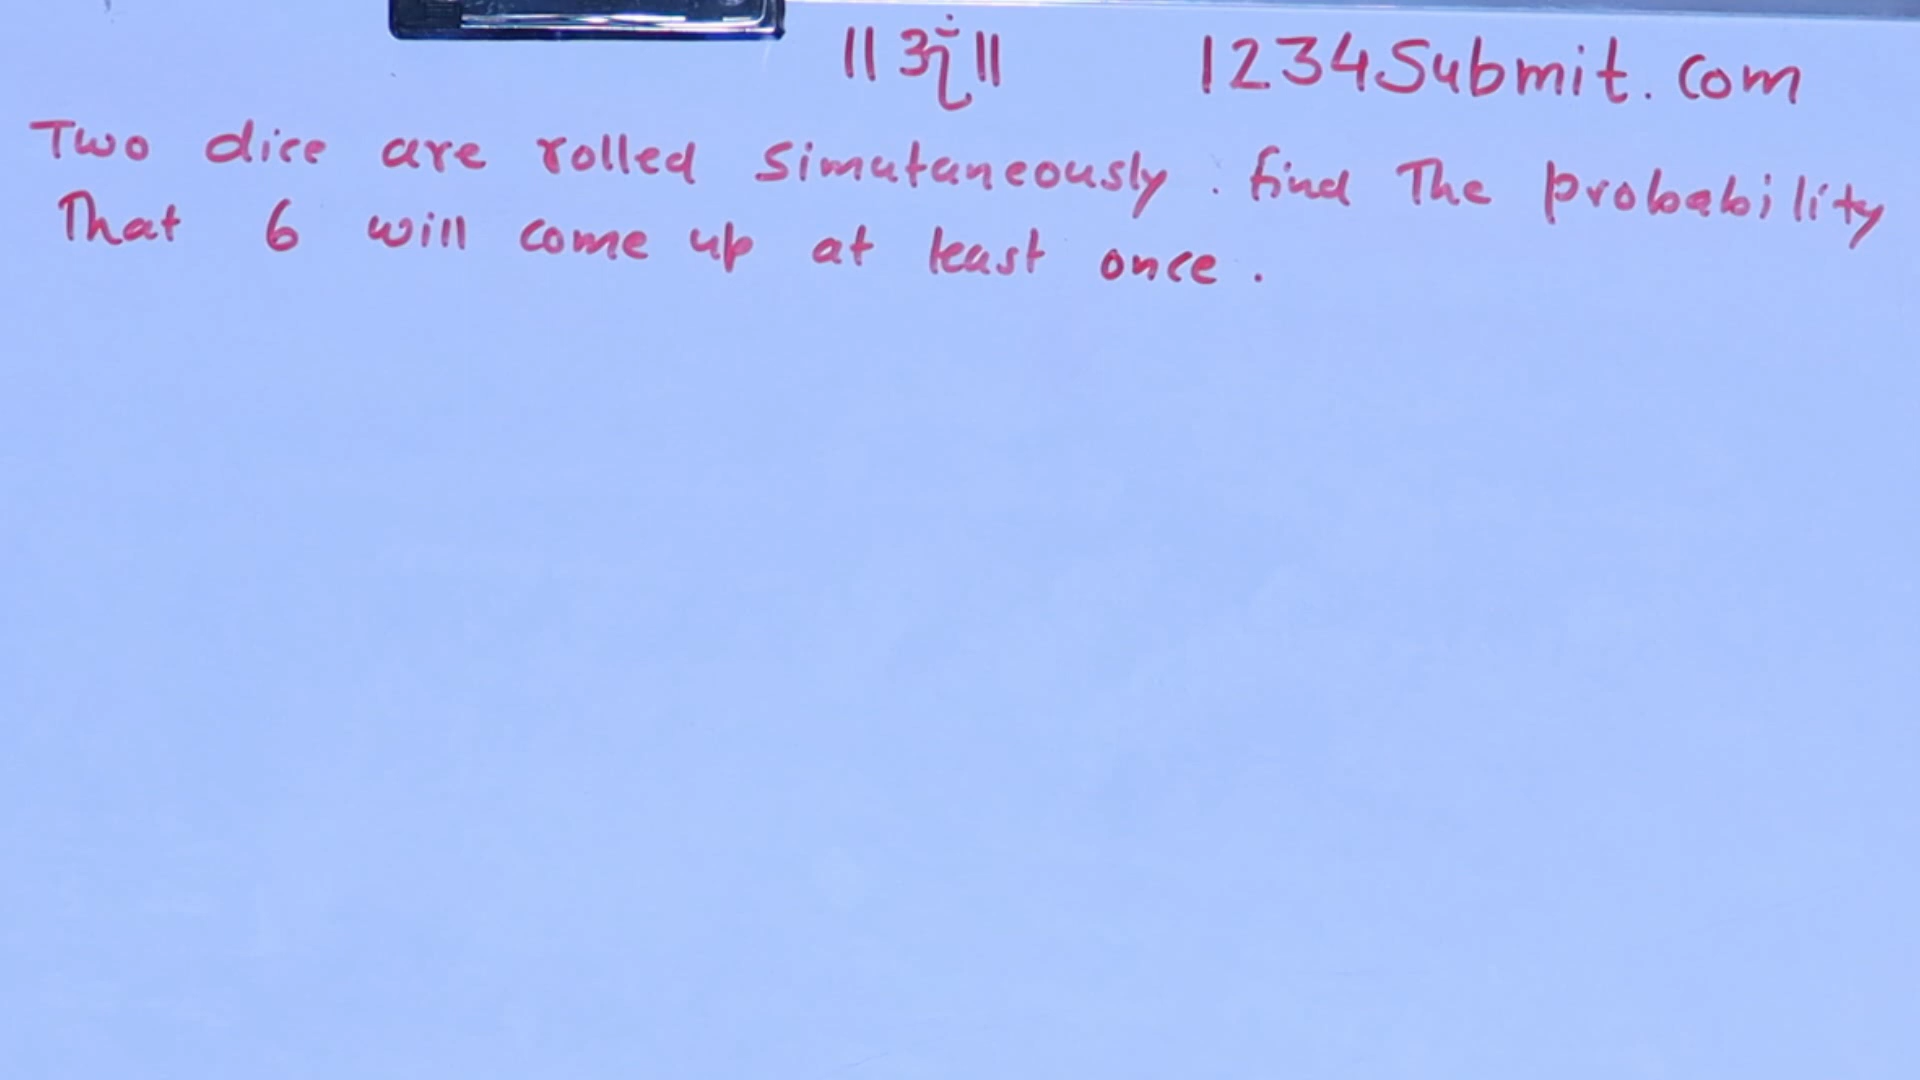 ||ॐ|| 1234Submit.com
Two dice are rolled simutaneously. find The probability
That 6 will come up at least once.